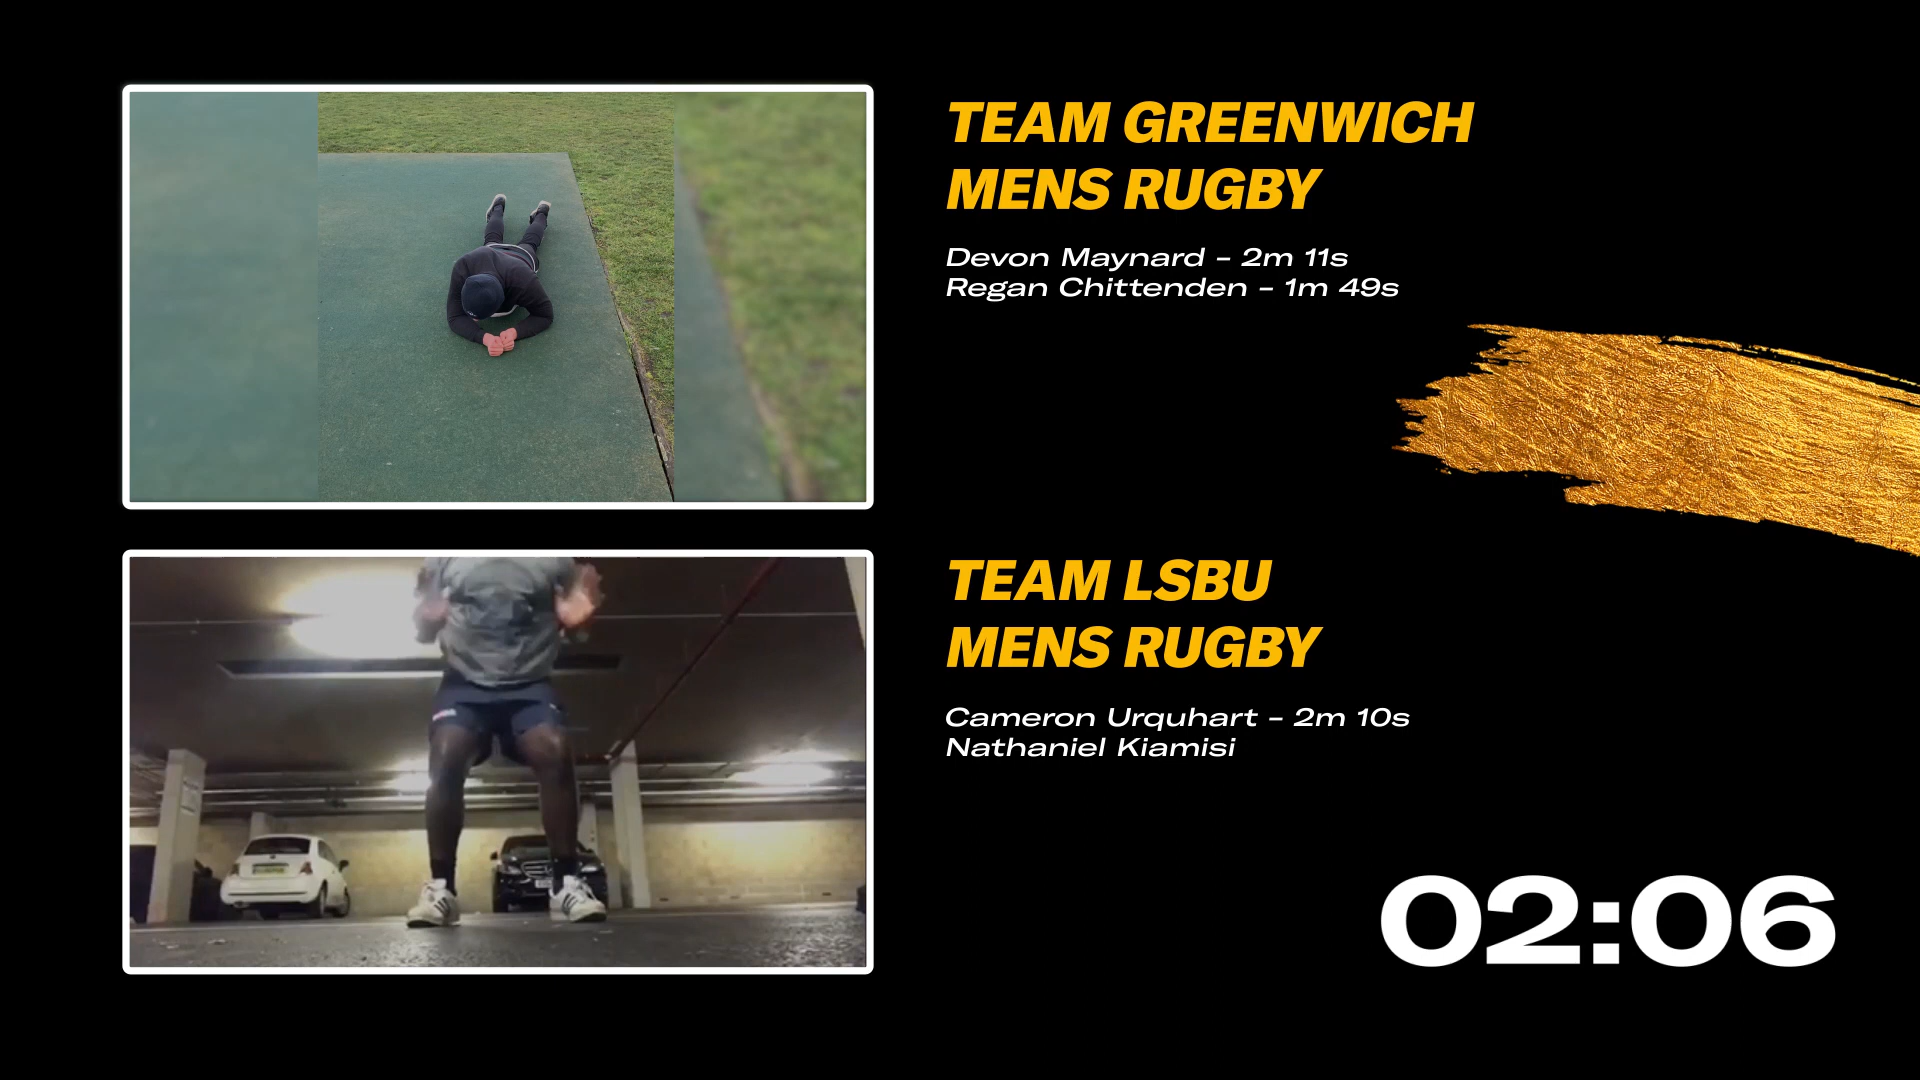 TEAM GREENWICH
MENS RUGBY
Devon Maynard – 2m 11s
Regan Chittenden – 1m 49s
TEAM LSBU
MENS RUGBY
Cameron Urquhart – 2m 10s
Nathaniel Kiamisi
02:06